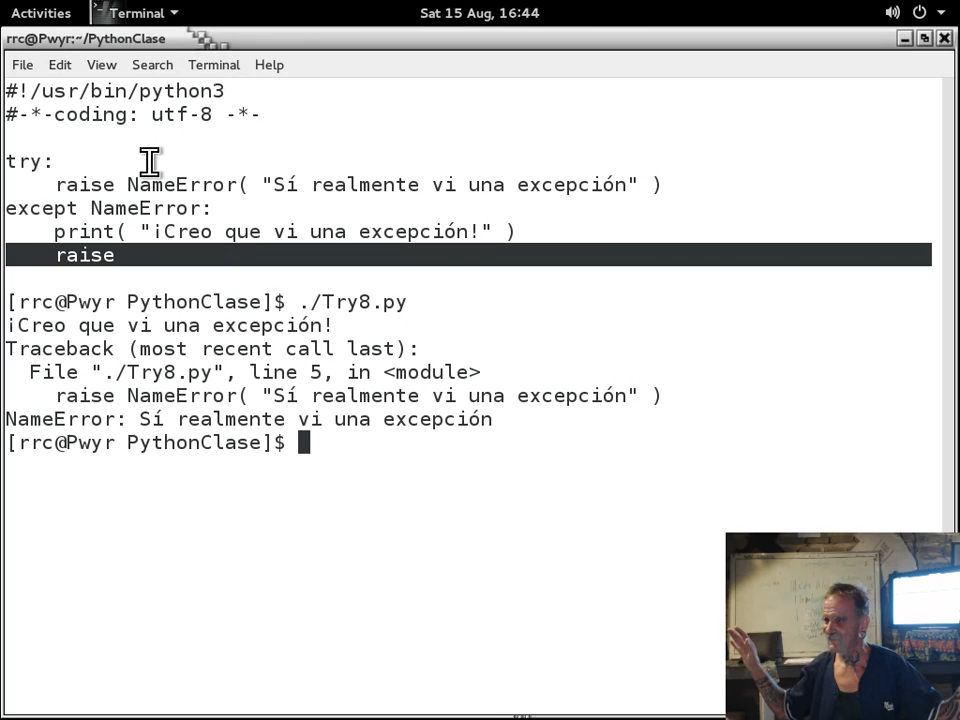 Activities
Terminal
Sat 15 Aug, 16:44
rrc@Pwyr:~/PythonClase
File Edit View Search Terminal Help
#!/usr/bin/python3
#-*-coding: utf-8 -*-
try:
raise NameError( "Sí realmente vi una excepción" )
except NameError:
print( "¡Creo que vi una excepción!" )
raise
[rrc@Pwyr PythonClase]$ ./Try8.py
¡Creo que vi una excepción!
Traceback (most recent call last):
File "./Try8.py", line 5, in <module>
raise NameError( "Sí realmente vi una excepción" )
NameError: Sí realmente vi una excepción
[rrc@Pwyr PythonClase]$